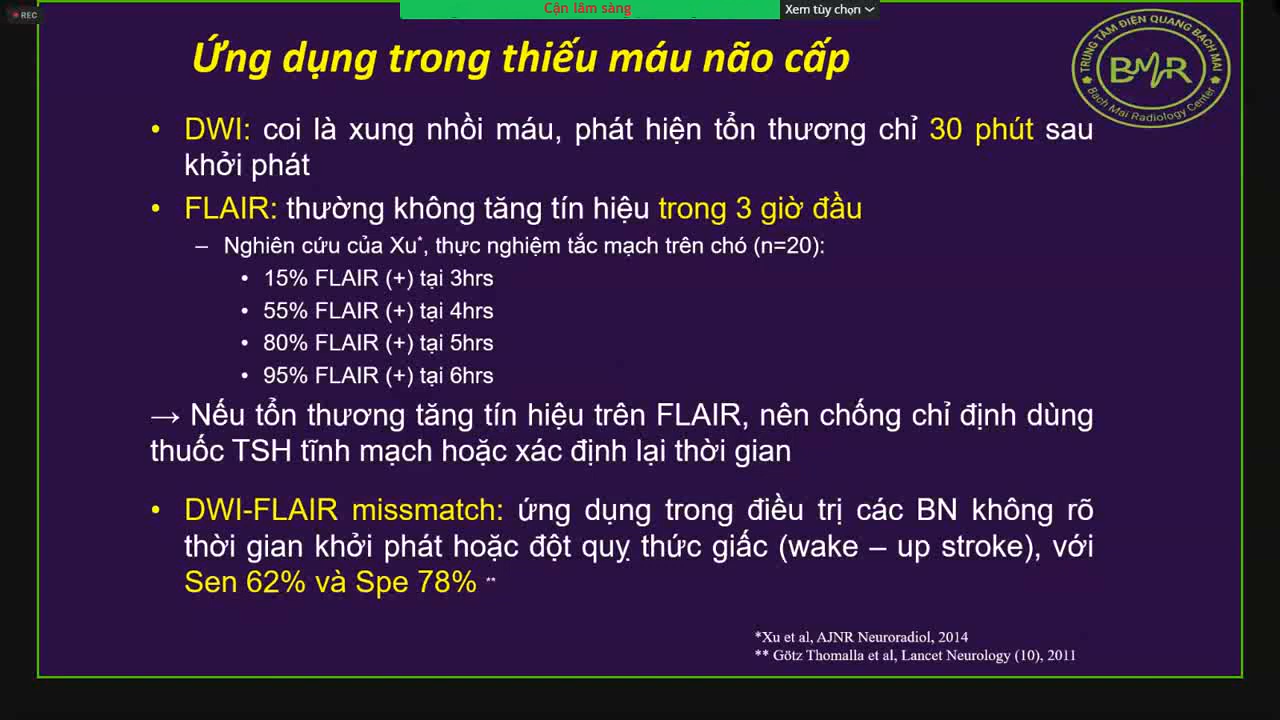 REC
Cận lâm sàng
Xem tùy chọn
Ứng dụng trong thiếu máu não cấp
TRUNG TÂM ĐIỆN QUANG BẠCH MAI
BMR
Bach Mai Radiology Center
• DWI: coi là xung nhồi máu, phát hiện tổn thương chỉ 30 phút sau
khởi phát
• FLAIR: thường không tăng tín hiệu trong 3 giờ đầu
– Nghiên cứu của Xu*, thực nghiệm tắc mạch trên chó (n=20):
• 15% FLAIR (+) tại 3hrs
• 55% FLAIR (+) tại 4hrs
• 80% FLAIR (+) tại 5hrs
• 95% FLAIR (+) tại 6hrs
→ Nếu tổn thương tăng tín hiệu trên FLAIR, nên chống chỉ định dùng
thuốc TSH tĩnh mạch hoặc xác định lại thời gian
• DWI-FLAIR missmatch: ứng dụng trong điều trị các BN không rõ
thời gian khởi phát hoặc đột quỵ thức giấc (wake – up stroke), với
Sen 62% và Spe 78% **
*Xu et al, AJNR Neuroradiol, 2014
** Götz Thomalla et al, Lancet Neurology (10), 2011